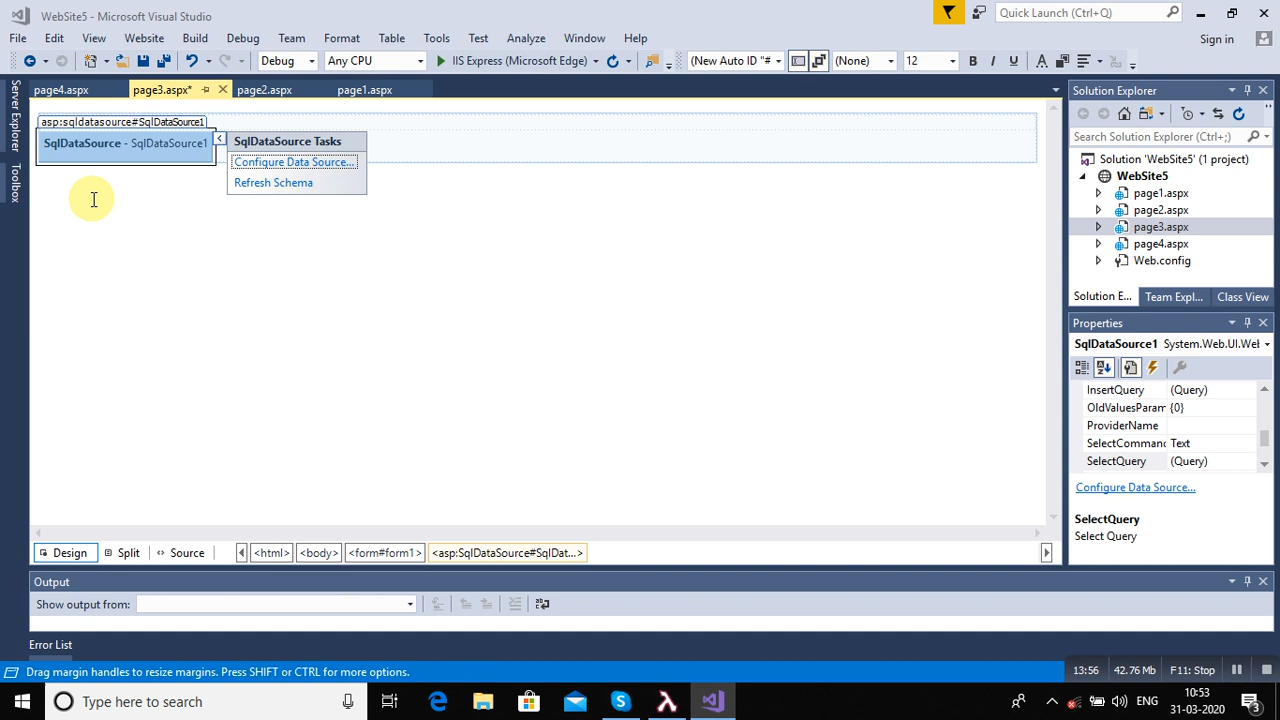 WebSite5 - Microsoft Visual Studio
Quick Launch (Ctrl+Q)
File Edit View Website Build Debug Team Format Table Tools Test Analyze Window Help
Sign in
Debug Any CPU IIS Express (Microsoft Edge) (New Auto ID "# (None) 12 B I U A
Server Explorer
Toolbox
page4.aspx page3.aspx* page2.aspx page1.aspx
asp:sqldatasource#SqlDataSource1
SqlDataSource - SqlDataSource1
SqlDataSource Tasks
Configure Data Source...
Refresh Schema
Solution Explorer
Search Solution Explorer (Ctrl+;)
Solution 'WebSite5' (1 project)
WebSite5
page1.aspx
page2.aspx
page3.aspx
page4.aspx
Web.config
Solution E... Team Expl... Class View
Properties
SqlDataSource1 System.Web.UI.Web
InsertQuery (Query)
OldValuesParam {0}
ProviderName
SelectCommand Text
SelectQuery (Query)
Configure Data Source...
SelectQuery
Select Query
Design Split Source <html> <body> <form#form1> <asp:SqlDataSource#SqlDat...>
Output
Show output from:
Error List
Drag margin handles to resize margins. Press SHIFT or CTRL for more options.
13:56 42.76 Mb F11: Stop
Type here to search
ENG
10:53
31-03-2020
3